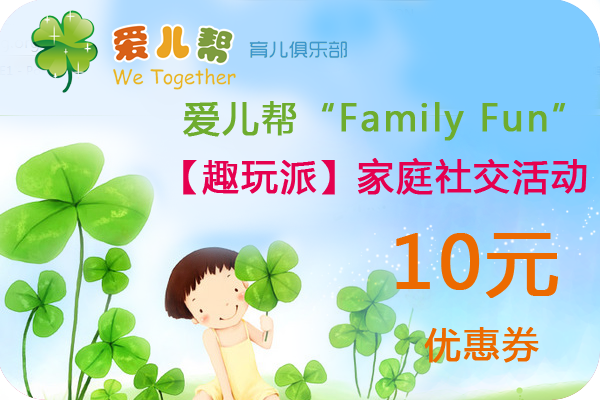 爱儿帮 育儿俱乐部
We Together
爱儿帮“Family Fun”
【趣玩派】家庭社交活动
10元
优惠券